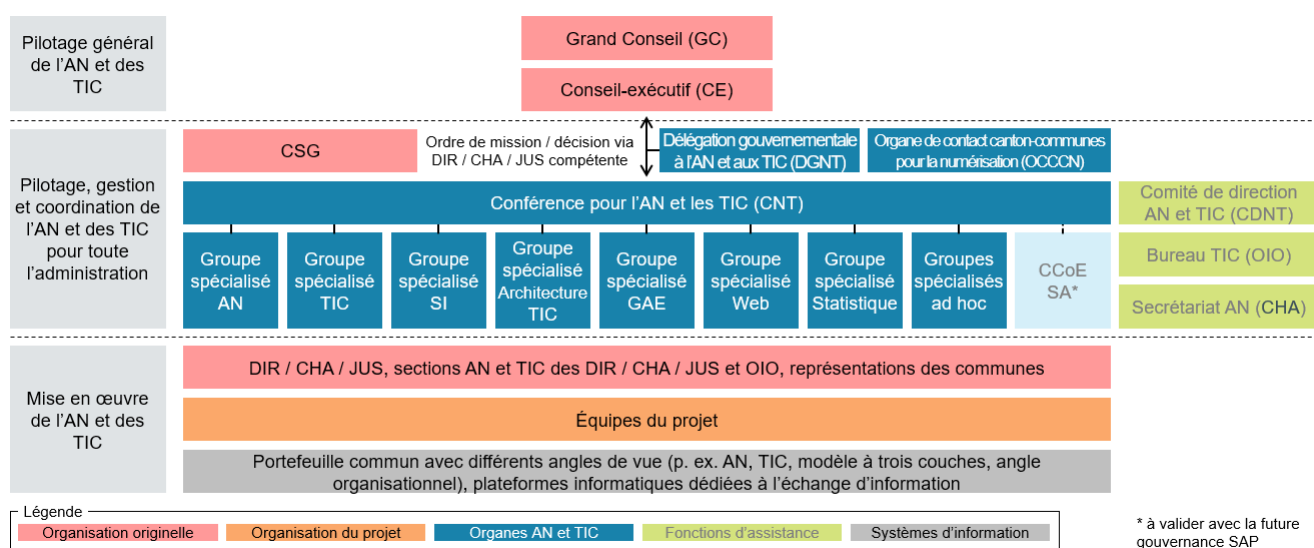 Pilotage général
de l'AN et des
TIC
Grand Conseil (GC)
Conseil-exécutif (CE)
Pilotage, gestion
et coordination de
l'AN et des TIC
pour toute
l'administration
CSG
Ordre de mission / décision via
DIR / CHA / JUS compétente
Délégation gouvernementale
à l'AN et aux TIC (DGNT)
Organe de contact canton-communes
pour la numérisation (OCCCN)
Conférence pour l'AN et les TIC (CNT)
Comité de direction
AN et TIC (CDNT)
Groupe
spécialisé
AN
Groupe
spécialisé
TIC
Groupe
spécialisé
SI
Groupe
spécialisé
Architecture
TIC
Groupe
spécialisé
GAE
Groupe
spécialisé
Web
Groupe
spécialisé
Statistique
Groupes
spécialisés
ad hoc
CCoE
SA*
Bureau TIC (OIO)
Secrétariat AN (CHA)
Mise en œuvre
de l'AN et des
TIC
DIR / CHA / JUS, sections AN et TIC des DIR / CHA / JUS et OIO, représentations des communes
Équipes du projet
Portefeuille commun avec différents angles de vue (p. ex. AN, TIC, modèle à trois couches, angle
organisationnel), plateformes informatiques dédiées à l'échange d'information
Légende
Organisation originelle
Organisation du projet
Organes AN et TIC
Fonctions d'assistance
Systèmes d'information
* à valider avec la future
gouvernance SAP